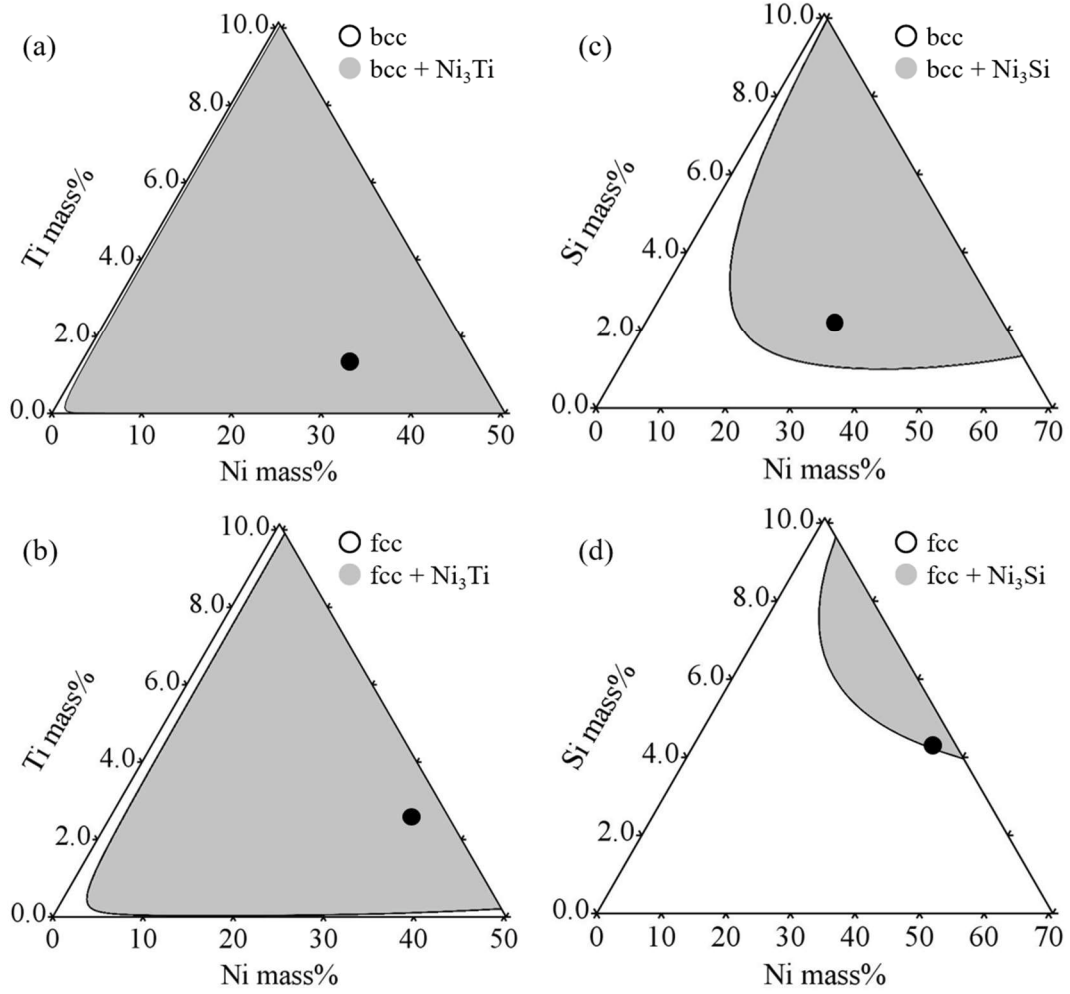 (a)
10.0
bcc
bcc + Ni₃Ti
8.0
6.0
4.0
2.0
0.0
Ti mass%
0 10 20 30 40 50
Ni mass%
(c)
10.0
bcc
bcc + Ni₃Si
8.0
6.0
4.0
2.0
0.0
Si mass%
0 10 20 30 40 50 60 70
Ni mass%
(b)
10.0
fcc
fcc + Ni₃Ti
8.0
6.0
4.0
2.0
0.0
Ti mass%
0 10 20 30 40 50
Ni mass%
(d)
10.0
fcc
fcc + Ni₃Si
8.0
6.0
4.0
2.0
0.0
Si mass%
0 10 20 30 40 50 60 70
Ni mass%